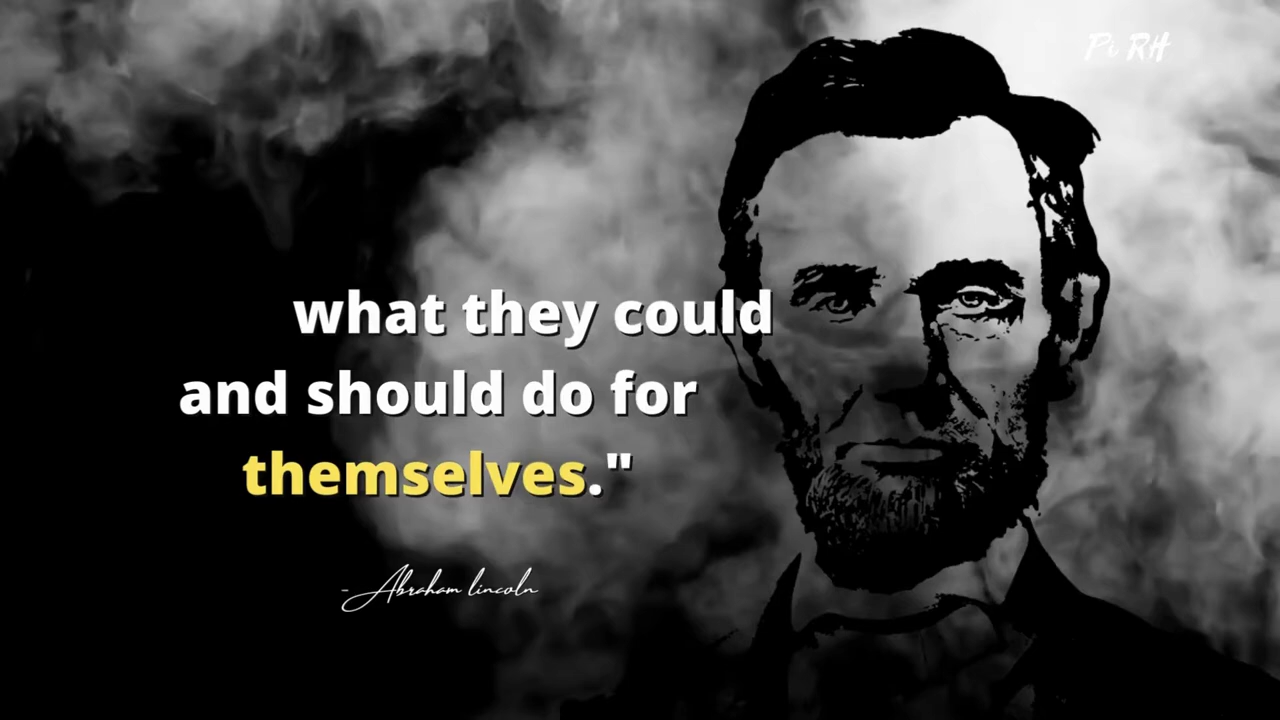 Pi RH
what they could
and should do for
themselves."
- Abraham lincoln